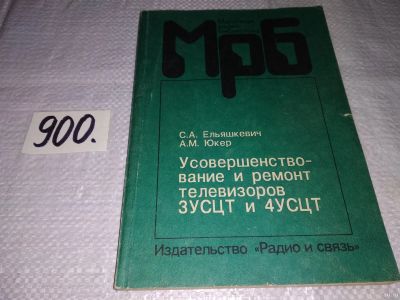 900.
Мрб
С.А. Ельяшкевич
А.М. Юкер
Усовершенство-
вание и ремонт
телевизоров
3УСЦТ и 4УСЦТ
Издательство «Радио и связь»